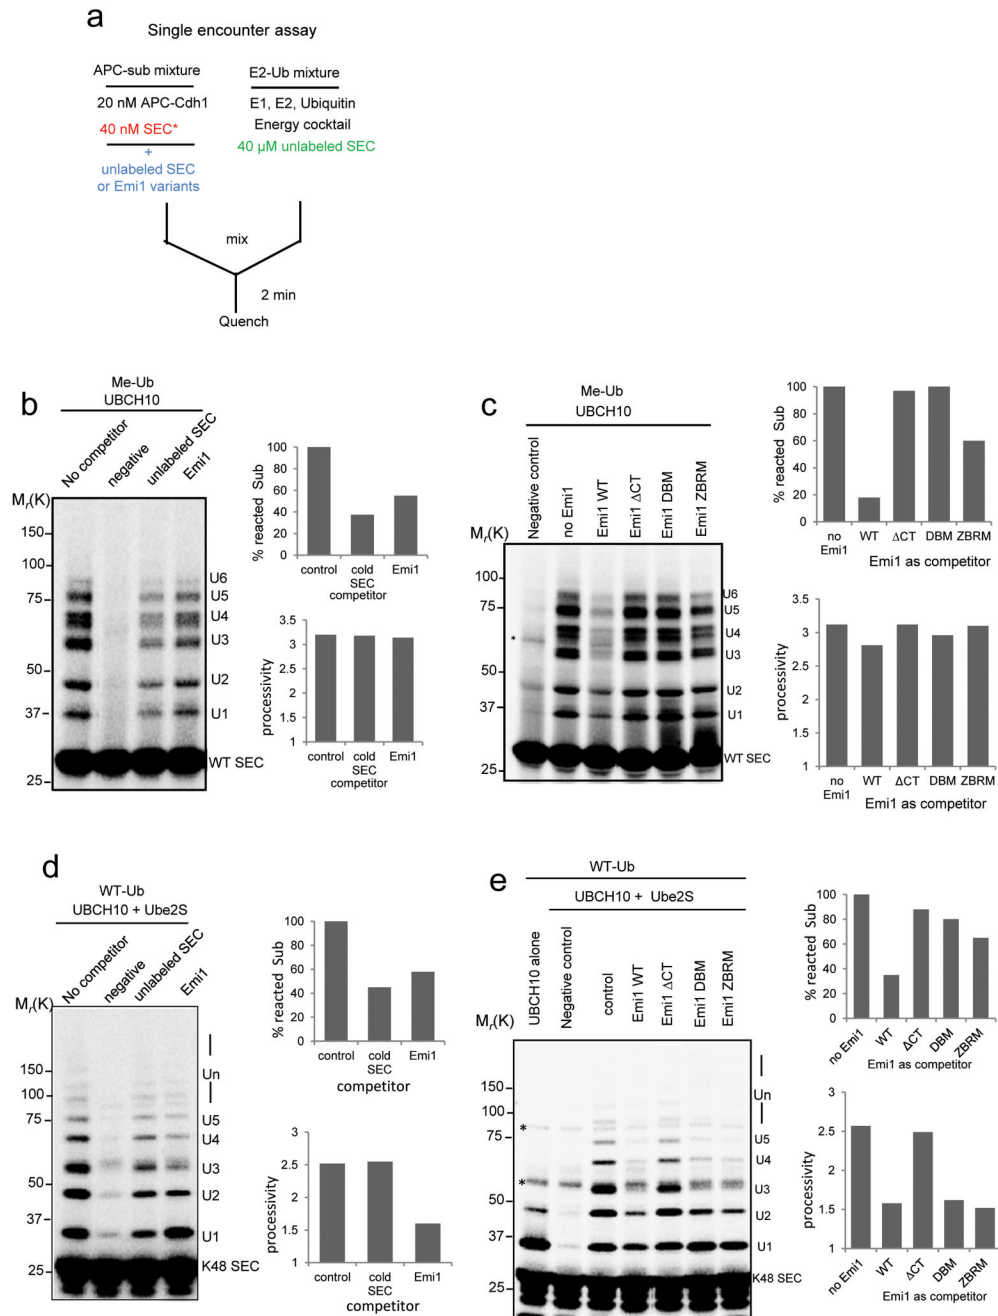 a
Single encounter assay
APC-sub mixture
20 nM APC-Cdh1
40 nM SEC*
+
unlabeled SEC
or Emi1 variants
E2-Ub mixture
E1, E2, Ubiquitin
Energy cocktail
40 µM unlabeled SEC
mix
2 min
Quench
b
Me-Ub
UBCH10
No competitor
negative
unlabeled SEC
Emi1
Mr(K)
150
100
75
50
37
25
U6
U5
U4
U3
U2
U1
WT SEC
% reacted Sub
100
80
60
40
20
0
control
cold SEC
Emi1
competitor
processivity
3.5
3
2.5
2
1.5
1
control
cold SEC
Emi1
competitor
c
Me-Ub
UBCH10
Negative control
no Emi1
Emi1 WT
Emi1 ΔCT
Emi1 DBM
Emi1 ZBRM
Mr(K)
100
75
*
50
37
25
U6
U5
U4
U3
U2
U1
WT SEC
% reacted Sub
100
80
60
40
20
0
no Emi1
WT
ΔCT
DBM
ZBRM
Emi1 as competitor
processivity
3.5
3
2.5
2
1.5
1
no Emi1
WT
ΔCT
DBM
ZBRM
Emi1 as competitor
d
WT-Ub
UBCH10 + Ube2S
No competitor
negative
unlabeled SEC
Emi1
Mr(K)
150
100
75
50
37
25
Un
U5
U4
U3
U2
U1
K48 SEC
% reacted Sub
100
80
60
40
20
0
control
cold SEC
Emi1
competitor
processivity
3
2.5
2
1.5
1
control
cold SEC
Emi1
competitor
e
WT-Ub
UBCH10 + Ube2S
UBCH10 alone
Negative control
control
Emi1 WT
Emi1 ΔCT
Emi1 DBM
Emi1 ZBRM
Mr(K)
150
100
*
75
*
50
37
25
Un
U5
U4
U3
U2
U1
K48 SEC
% reacted Sub
100
80
60
40
20
0
no Emi1
WT
ΔCT
DBM
ZBRM
Emi1 as competitor
processivity
3
2.5
2
1.5
1
no Emi1
WT
ΔCT
DBM
ZBRM
Emi1 as competitor